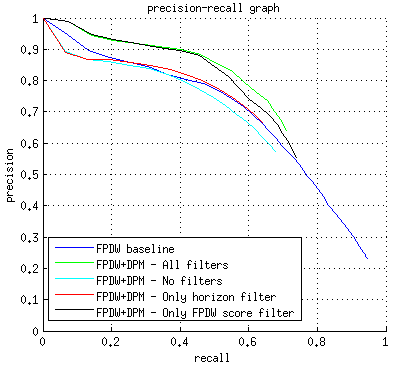 precision-recall graph
1
0.9
0.8
0.7
0.6
0.5
0.4
0.3
0.2
0.1
0
precision
FPDW baseline
FPDW+DPM - All filters
FPDW+DPM - No filters
FPDW+DPM - Only horizon filter
FPDW+DPM - Only FPDW score filter
0 0.2 0.4 0.6 0.8 1
recall